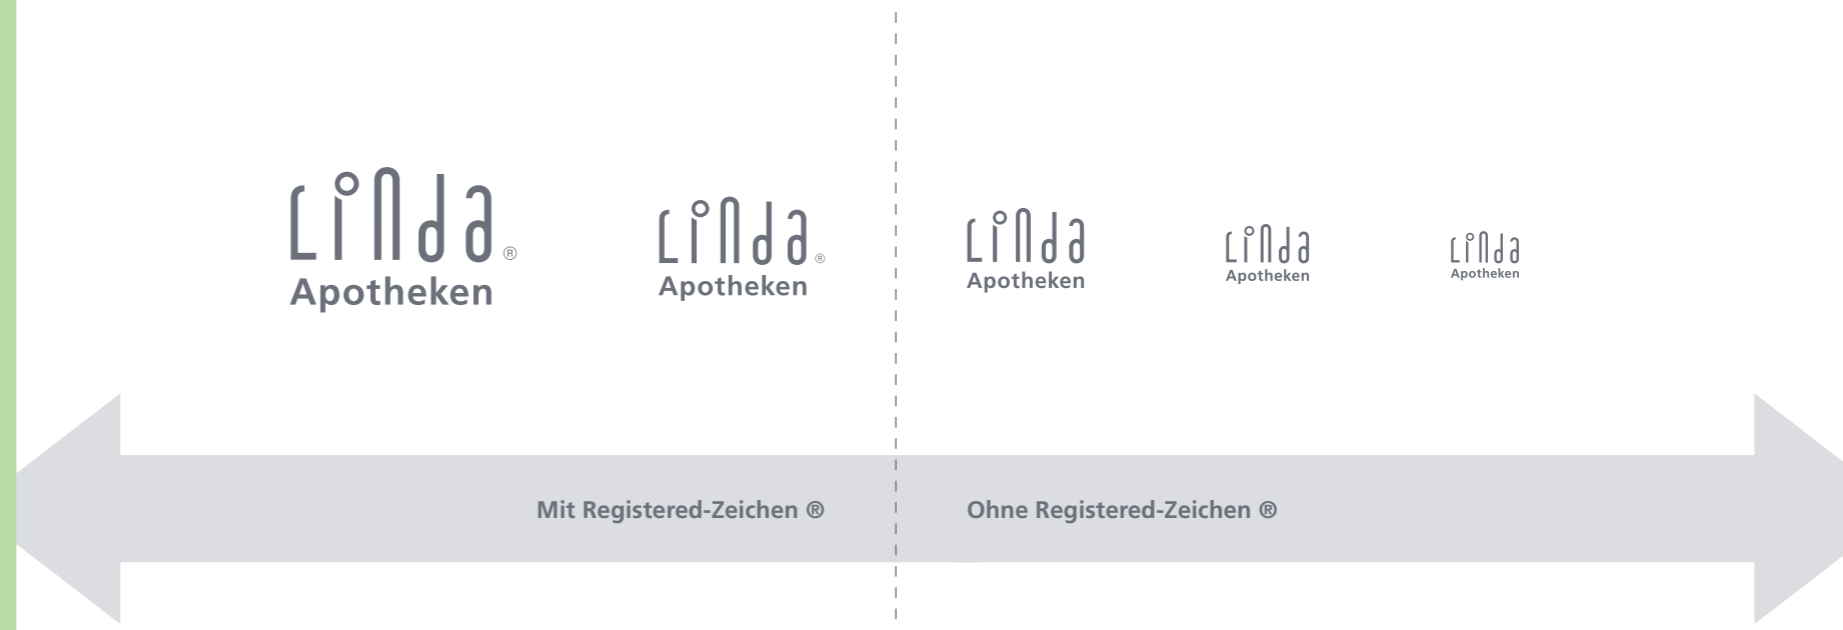 Linda®
Apotheken
Linda®
Apotheken
Linda
Apotheken
Linda
Apotheken
Linda
Apotheken
Mit Registered-Zeichen ®
Ohne Registered-Zeichen ®